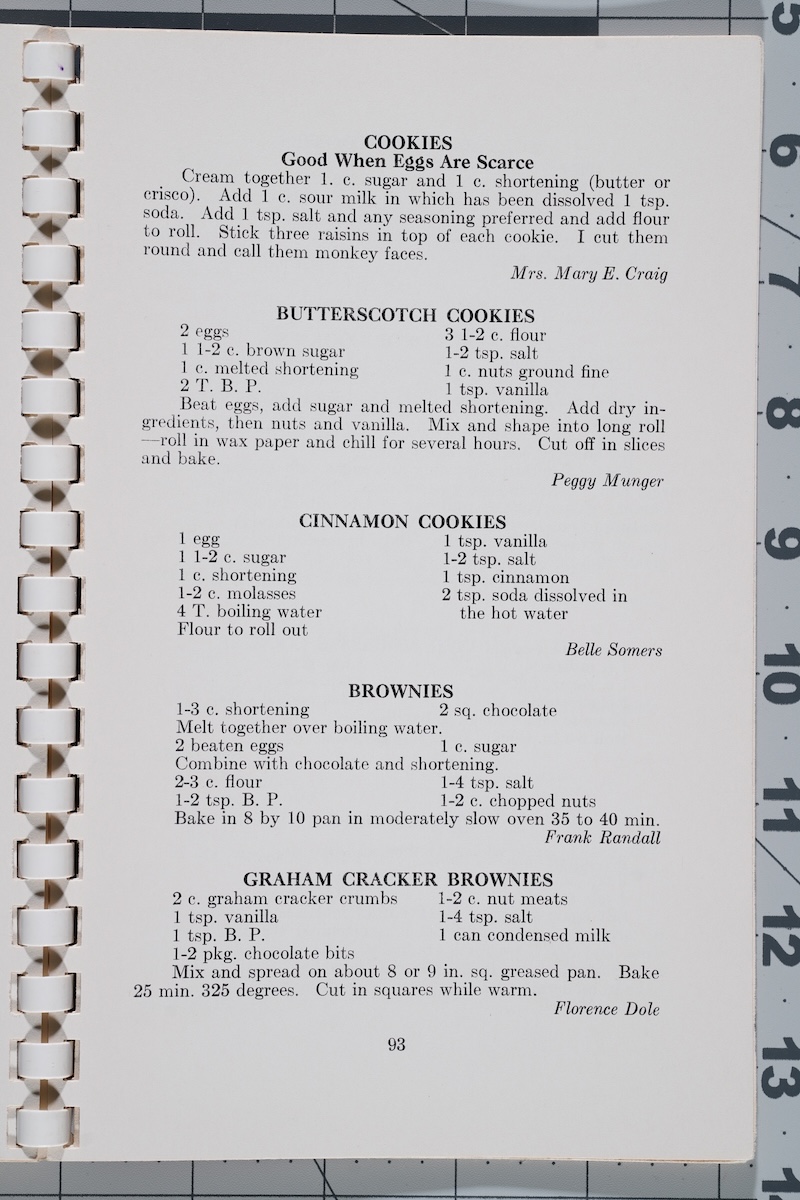 COOKIES
Good When Eggs Are Scarce
Cream together 1. c. sugar and 1 c. shortening (butter or
crisco). Add 1 c. sour milk in which has been dissolved 1 tsp.
soda. Add 1 tsp. salt and any seasoning preferred and add flour
to roll. Stick three raisins in top of each cookie. I cut them
round and call them monkey faces.
Mrs. Mary E. Craig
BUTTERSCOTCH COOKIES
2 eggs 3 1-2 c. flour
1 1-2 c. brown sugar 1-2 tsp. salt
1 c. melted shortening 1 c. nuts ground fine
2 T. B. P. 1 tsp. vanilla
Beat eggs, add sugar and melted shortening. Add dry in-
gredients, then nuts and vanilla. Mix and shape into long roll
—roll in wax paper and chill for several hours. Cut off in slices
and bake.
Peggy Munger
CINNAMON COOKIES
1 egg 1 tsp. vanilla
1 1-2 c. sugar 1-2 tsp. salt
1 c. shortening 1 tsp. cinnamon
1-2 c. molasses 2 tsp. soda dissolved in
4 T. boiling water the hot water
Flour to roll out
Belle Somers
BROWNIES
1-3 c. shortening 2 sq. chocolate
Melt together over boiling water.
2 beaten eggs 1 c. sugar
Combine with chocolate and shortening.
2-3 c. flour 1-4 tsp. salt
1-2 tsp. B. P. 1-2 c. chopped nuts
Bake in 8 by 10 pan in moderately slow oven 35 to 40 min.
Frank Randall
GRAHAM CRACKER BROWNIES
2 c. graham cracker crumbs 1-2 c. nut meats
1 tsp. vanilla 1-4 tsp. salt
1 tsp. B. P. 1 can condensed milk
1-2 pkg. chocolate bits
Mix and spread on about 8 or 9 in. sq. greased pan. Bake
25 min. 325 degrees. Cut in squares while warm.
Florence Dole
93
5
6
7
8
9
10
11
12
13